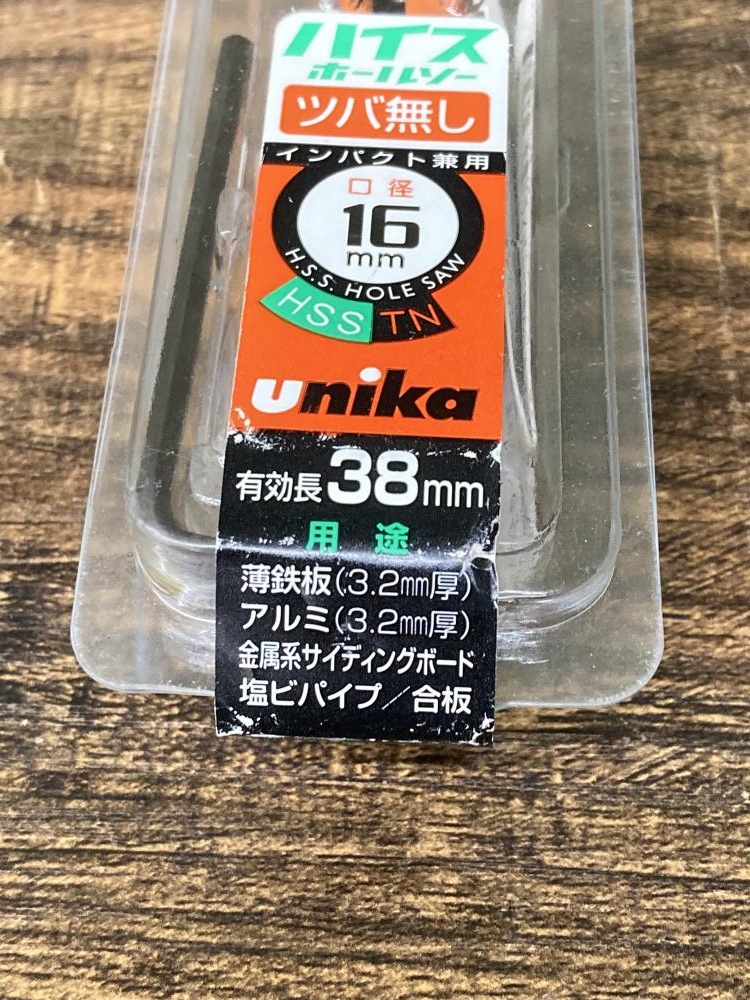 ハイス
ホールソー
ツバ無し
インパクト兼用
口径
16
mm
H.S.S. HOLE SAW
HSS TN
unika
有効長38mm
用途
薄鉄板(3.2mm厚)
アルミ(3.2mm厚)
金属系サイディングボード
塩ビパイプ/合板